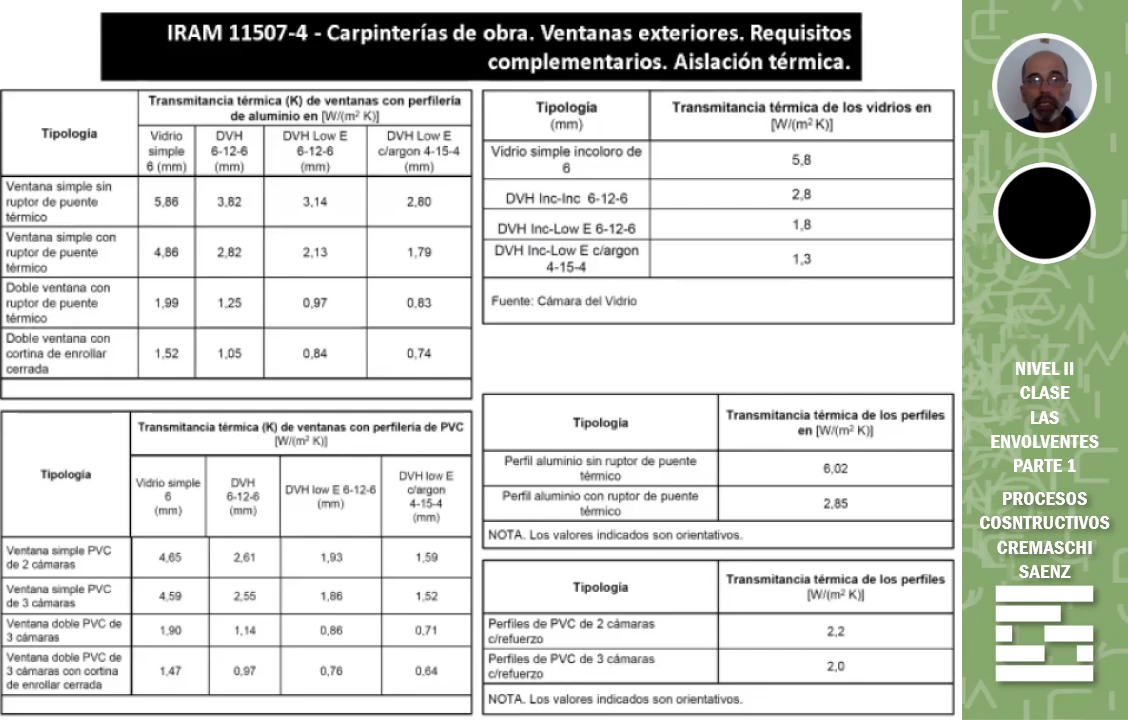 IRAM 11507-4 - Carpinterías de obra. Ventanas exteriores. Requisitos
complementarios. Aislación térmica.
Tipología
Transmitancia térmica (K) de ventanas con perfilería
de aluminio en [W/(m² K)]
Vidrio
simple
6 (mm)
DVH
6-12-6
(mm)
DVH Low E
6-12-6
(mm)
DVH Low E
c/argon 4-15-4
(mm)
Ventana simple sin
ruptor de puente
térmico
5,86
3,82
3,14
2,80
Ventana simple con
ruptor de puente
térmico
4,86
2,82
2,13
1,79
Doble ventana con
ruptor de puente
térmico
1,99
1,25
0,97
0,83
Doble ventana con
cortina de enrollar
cerrada
1,52
1,05
0,84
0,74
Tipología
Transmitancia térmica (K) de ventanas con perfilería de PVC
[W/(m² K)]
Vidrio simple
6
(mm)
DVH
6-12-6
(mm)
DVH low E 6-12-6
(mm)
DVH low E
c/argon
4-15-4
(mm)
Ventana simple PVC
de 2 cámaras
4,65
2,61
1,93
1,59
Ventana simple PVC
de 3 cámaras
4,59
2,55
1,86
1,52
Ventana doble PVC de
3 cámaras
1,90
1,14
0,86
0,71
Ventana doble PVC de
3 cámaras con cortina
de enrollar cerrada
1,47
0,97
0,76
0,64
Tipología
(mm)
Transmitancia térmica de los vidrios en
[W/(m² K)]
Vidrio simple incoloro de
6
5,8
DVH Inc-Inc 6-12-6
2,8
DVH Inc-Low E 6-12-6
1,8
DVH Inc-Low E c/argon
4-15-4
1,3
Fuente: Cámara del Vidrio
Tipología
Transmitancia térmica de los perfiles
en [W/(m² K)]
Perfil aluminio sin ruptor de puente
térmico
6,02
Perfil aluminio con ruptor de puente
térmico
2,85
NOTA. Los valores indicados son orientativos.
Tipología
Transmitancia térmica de los perfiles
[W/(m² K)]
Perfiles de PVC de 2 cámaras
c/refuerzo
2,2
Perfiles de PVC de 3 cámaras
c/refuerzo
2,0
NOTA. Los valores indicados son orientativos.
NIVEL II
CLASE
LAS
ENVOLVENTES
PARTE 1
PROCESOS
COSNTRUCTIVOS
CREMASCHI
SAENZ